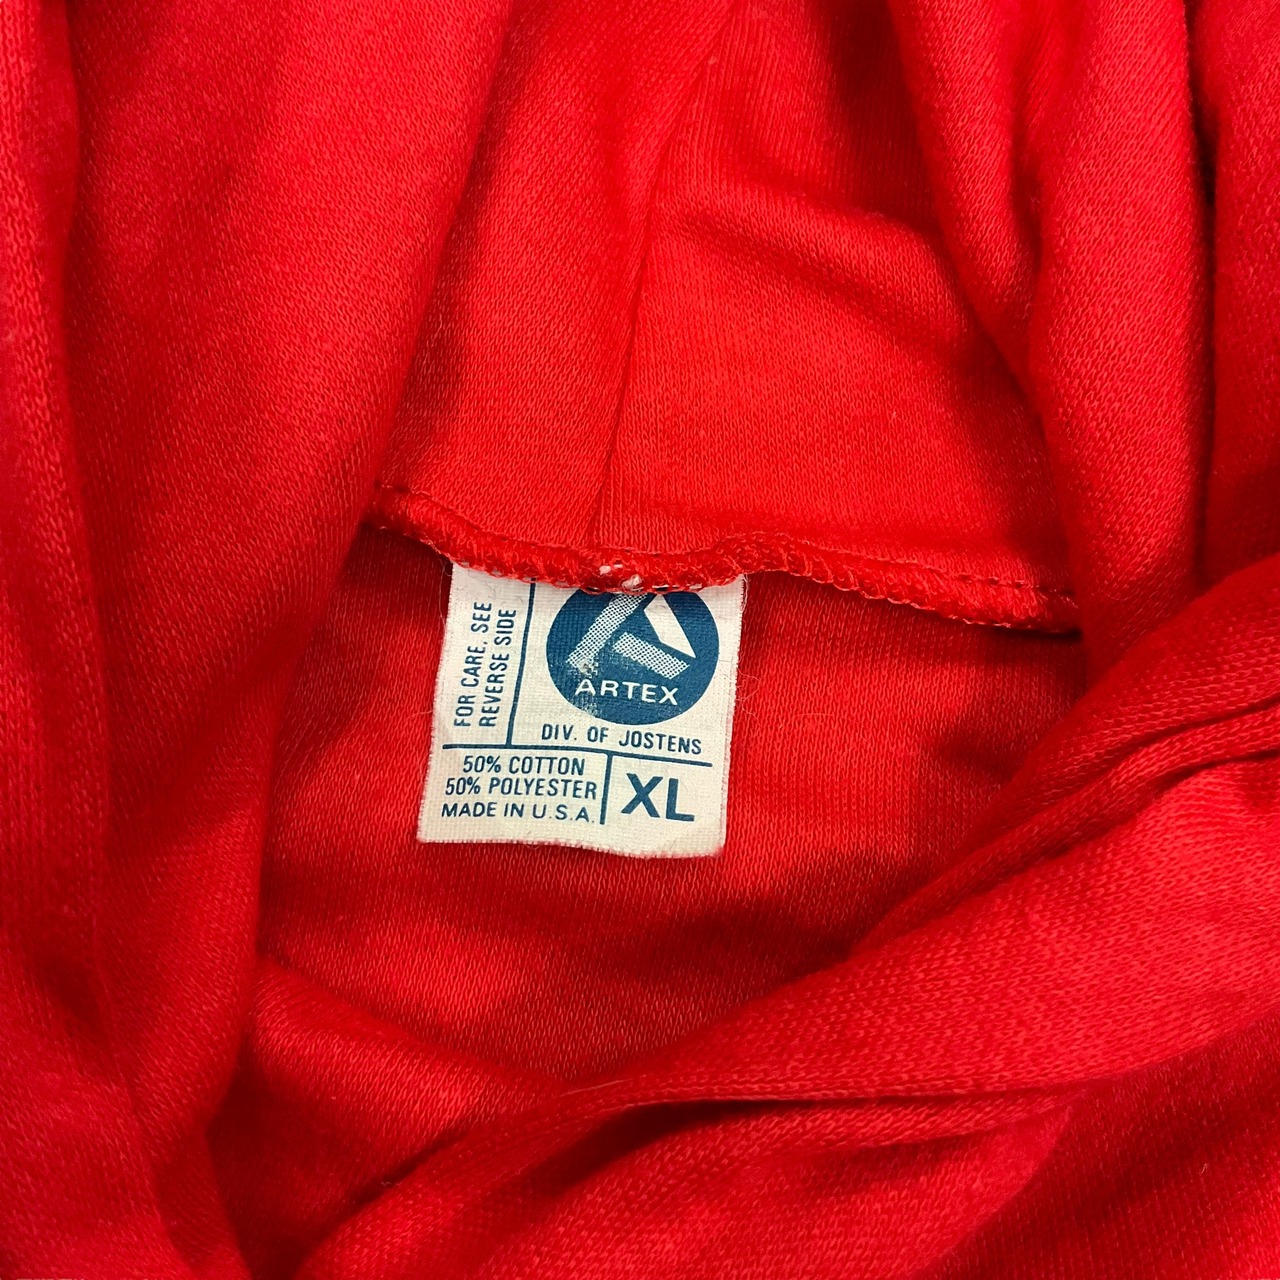 FOR CARE, SEE
REVERSE SIDE
ARTEX
DIV. OF JOSTENS
50% COTTON
50% POLYESTER
MADE IN U.S.A.
XL